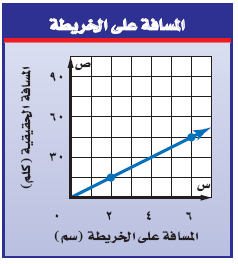 المسافة على الخريطة
ص
المسافة الحقيقية (كلم)
٩٠
٦٠
٣٠
س
٠ ٢ ٤ ٦
المسافة على الخريطة (سم)